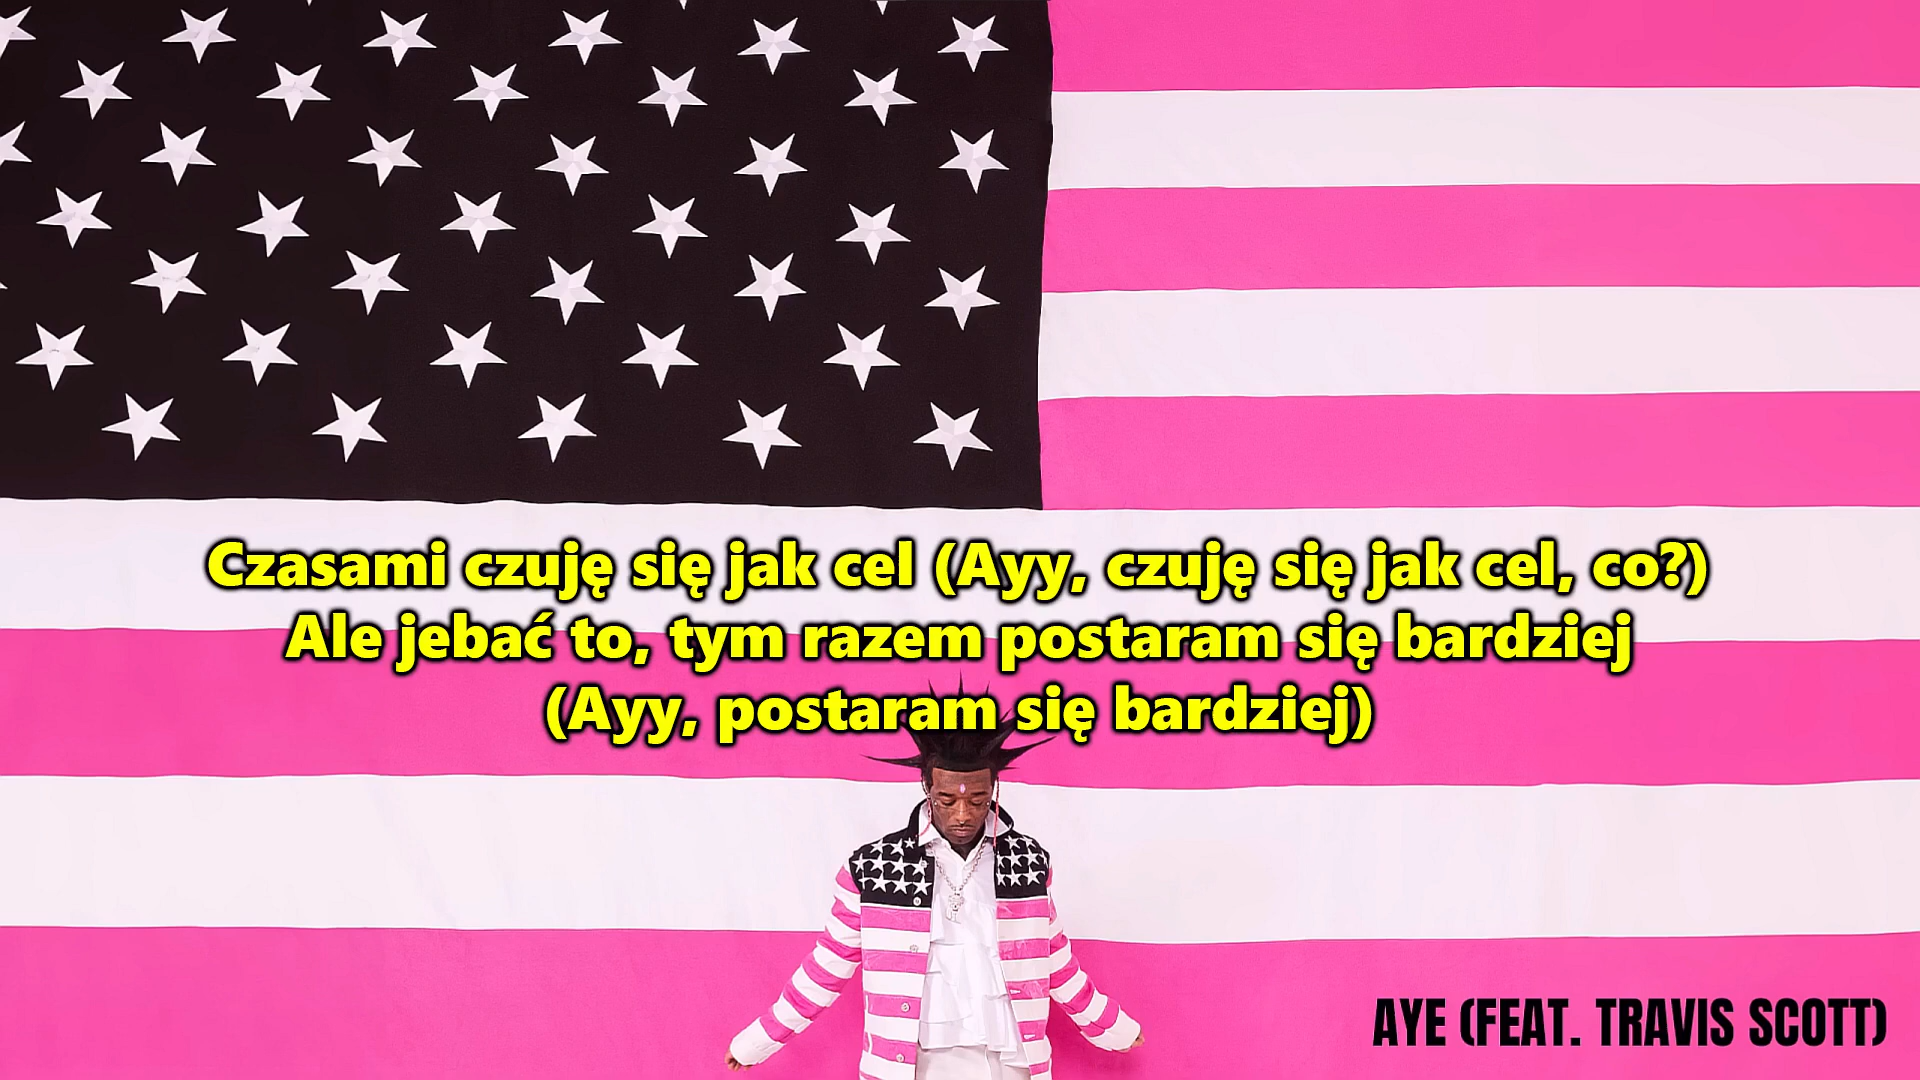 Czasami czuję się jak cel (Ayy, czuję się jak cel, co?)
Ale jebać to, tym razem postaram się bardziej
(Ayy, postaram się bardziej)
AYE (FEAT. TRAVIS SCOTT)